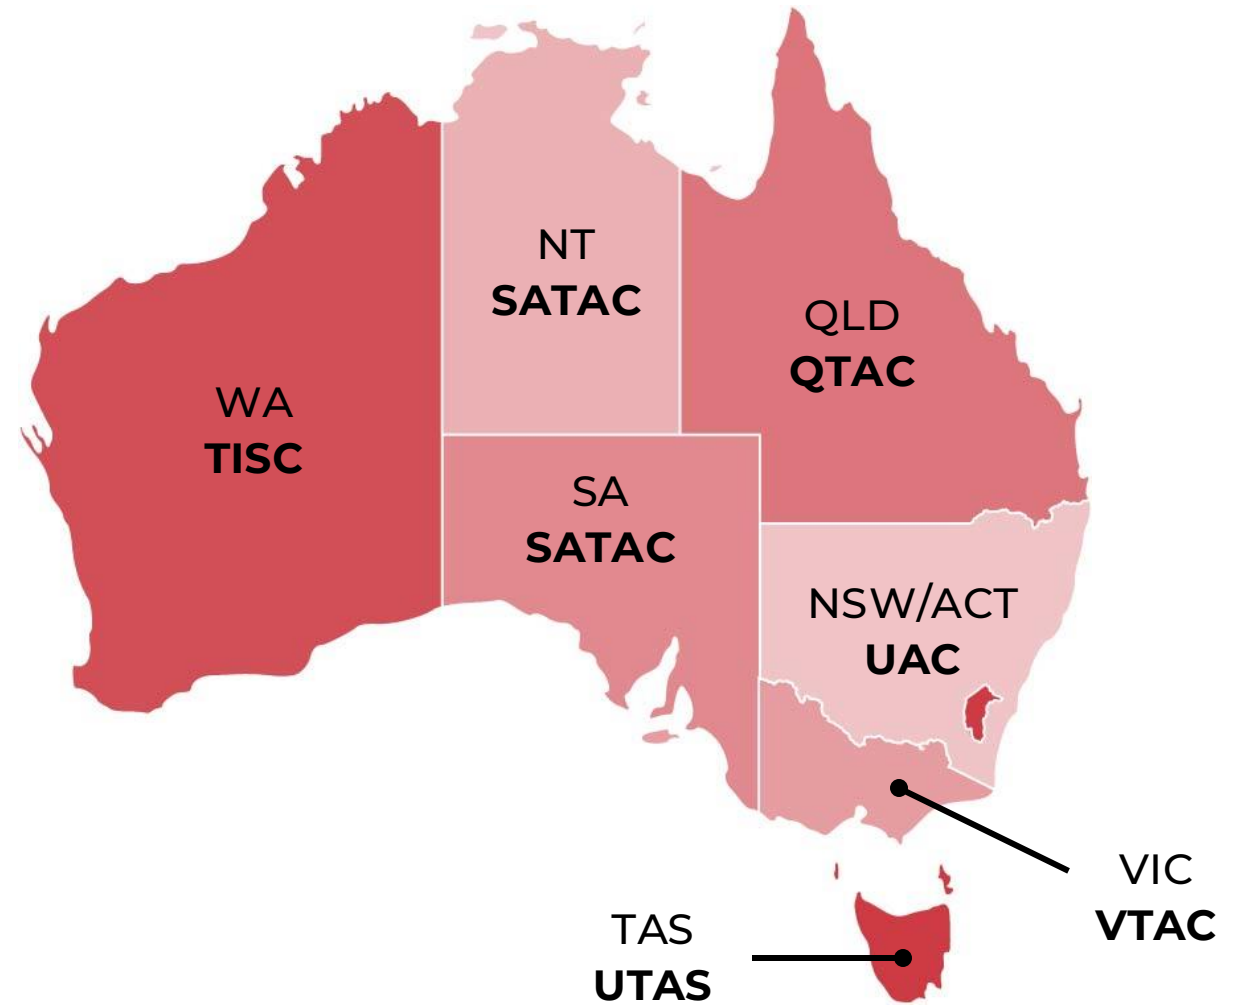 NT
SATAC
QLD
QTAC
WA
TISC
SA
SATAC
NSW/ACT
UAC
VIC
VTAC
TAS
UTAS